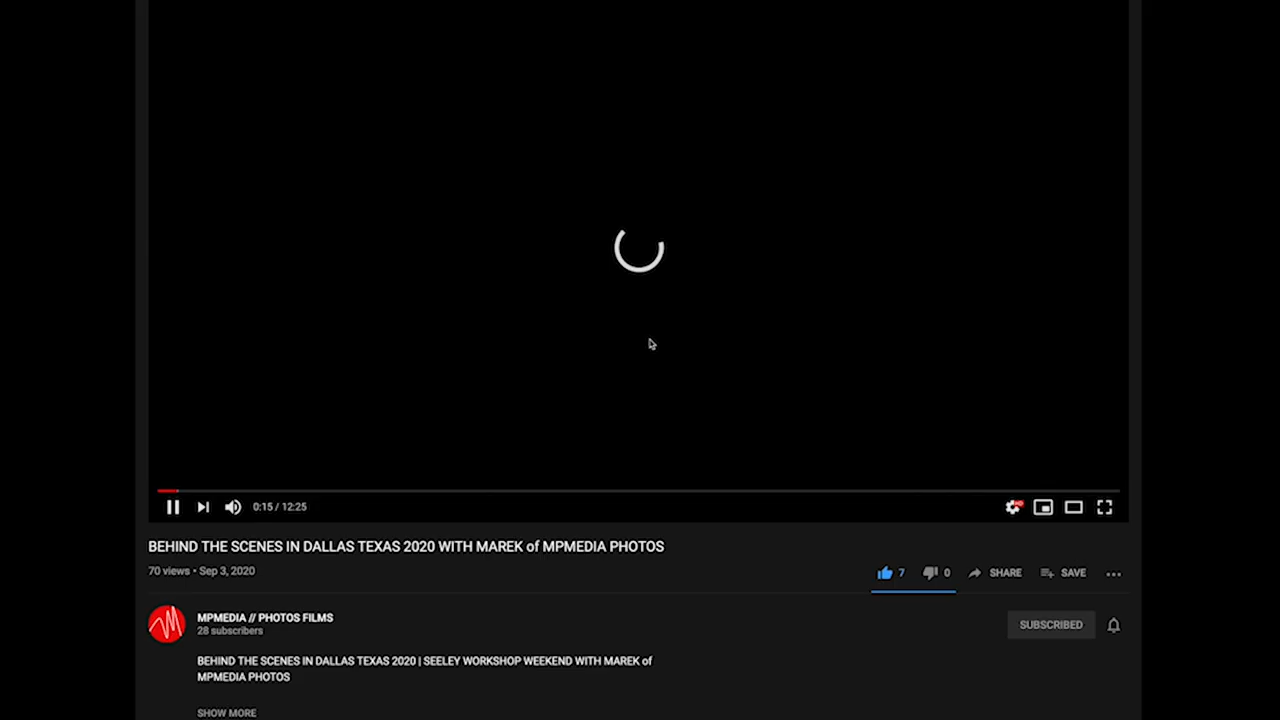 0:15 / 12:25
BEHIND THE SCENES IN DALLAS TEXAS 2020 WITH MAREK of MPMEDIA PHOTOS
70 views • Sep 3, 2020
7 0 SHARE SAVE
MPMEDIA // PHOTOS FILMS
28 subscribers
SUBSCRIBED
BEHIND THE SCENES IN DALLAS TEXAS 2020 | SEELEY WORKSHOP WEEKEND WITH MAREK of
MPMEDIA PHOTOS
SHOW MORE